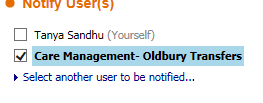 Notify User(s)
Tanya Sandhu (Yourself)
Care Management- Oldbury Transfers
Select another user to be notified...